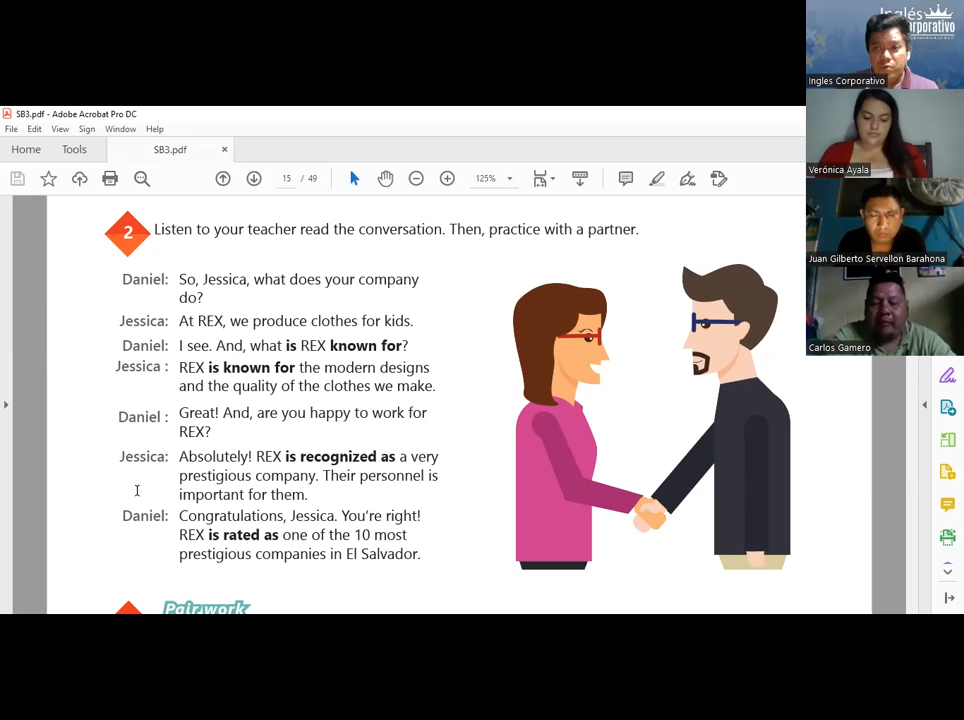 SB3.pdf - Adobe Acrobat Pro DC
File Edit View Sign Window Help
Home Tools SB3.pdf ×
15 / 49 125%
2 Listen to your teacher read the conversation. Then, practice with a partner.
Daniel: So, Jessica, what does your company
do?
Jessica: At REX, we produce clothes for kids.
Daniel: I see. And, what is REX known for?
Jessica : REX is known for the modern designs
and the quality of the clothes we make.
Daniel : Great! And, are you happy to work for
REX?
Jessica: Absolutely! REX is recognized as a very
prestigious company. Their personnel is
important for them.
Daniel: Congratulations, Jessica. You’re right!
REX is rated as one of the 10 most
prestigious companies in El Salvador.
Pair work
Inglés
Corporativo
Ingles Corporativo
Verónica Ayala
Juan Gilberto Servellon Barahona
Carlos Gamero